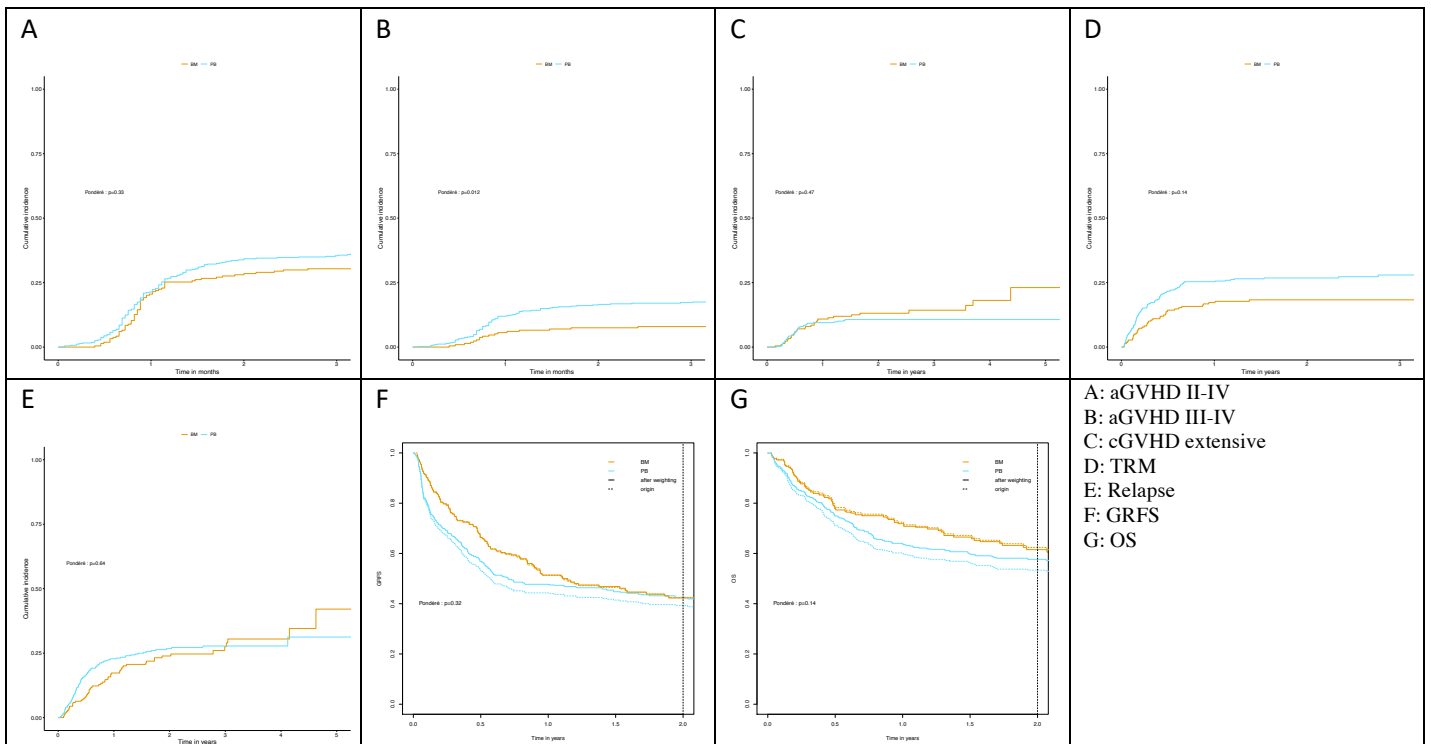 A
BM PB
1.00
0.75
Pondéré : p=0.33
0.50
0.25
0.00
Cumulative incidence
0 1 2 3
Time in months
B
BM PB
1.00
0.75
Pondéré : p=0.012
0.50
0.25
0.00
Cumulative incidence
0 1 2 3
Time in months
C
BM PB
1.00
0.75
Pondéré : p=0.47
0.50
0.25
0.00
Cumulative incidence
0 1 2 3 4 5
Time in years
D
BM PB
1.00
0.75
Pondéré : p=0.14
0.50
0.25
0.00
Cumulative incidence
0 1 2 3
Time in years
E
BM PB
1.00
0.75
Pondéré : p=0.64
0.50
0.25
0.00
Cumulative incidence
0 1 2 3 4 5
Time in years
F
BM
PB
after weighting
origin
1.0
0.8
0.6
0.4
0.2
0.0
GRFS
Pondéré : p=0.32
0.0 0.5 1.0 1.5 2.0
Time in years
G
BM
PB
after weighting
origin
1.0
0.8
0.6
0.4
0.2
0.0
OS
Pondéré : p=0.14
0.0 0.5 1.0 1.5 2.0
Time in years
A: aGVHD II-IV
B: aGVHD III-IV
C: cGVHD extensive
D: TRM
E: Relapse
F: GRFS
G: OS